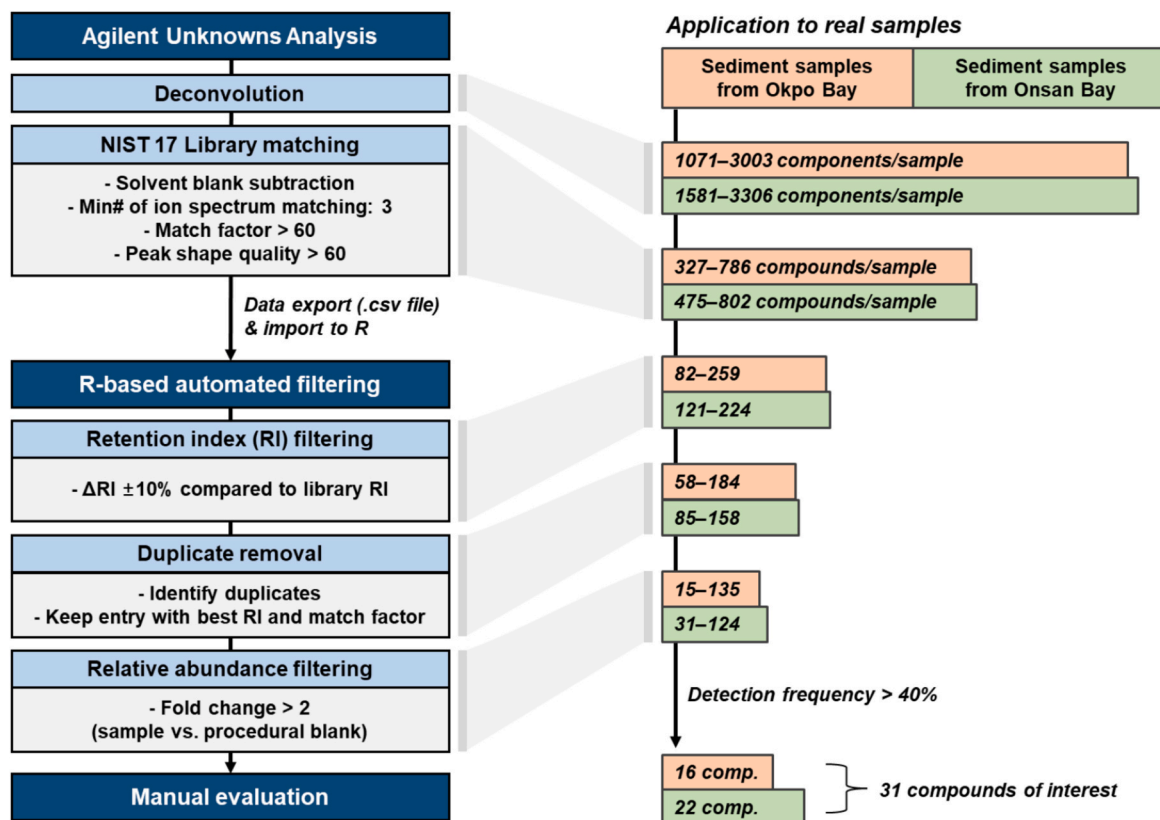 Agilent Unknowns Analysis
Deconvolution
NIST 17 Library matching
- Solvent blank subtraction
- Min# of ion spectrum matching: 3
- Match factor > 60
- Peak shape quality > 60
Data export (.csv file)
& import to R
R-based automated filtering
Retention index (RI) filtering
- ΔRI ±10% compared to library RI
Duplicate removal
- Identify duplicates
- Keep entry with best RI and match factor
Relative abundance filtering
- Fold change > 2
(sample vs. procedural blank)
Manual evaluation
Application to real samples
Sediment samples
from Okpo Bay
Sediment samples
from Onsan Bay
1071–3003 components/sample
1581–3306 components/sample
327–786 compounds/sample
475–802 compounds/sample
82–259
121–224
58–184
85–158
15–135
31–124
Detection frequency > 40%
16 comp.
22 comp.
31 compounds of interest